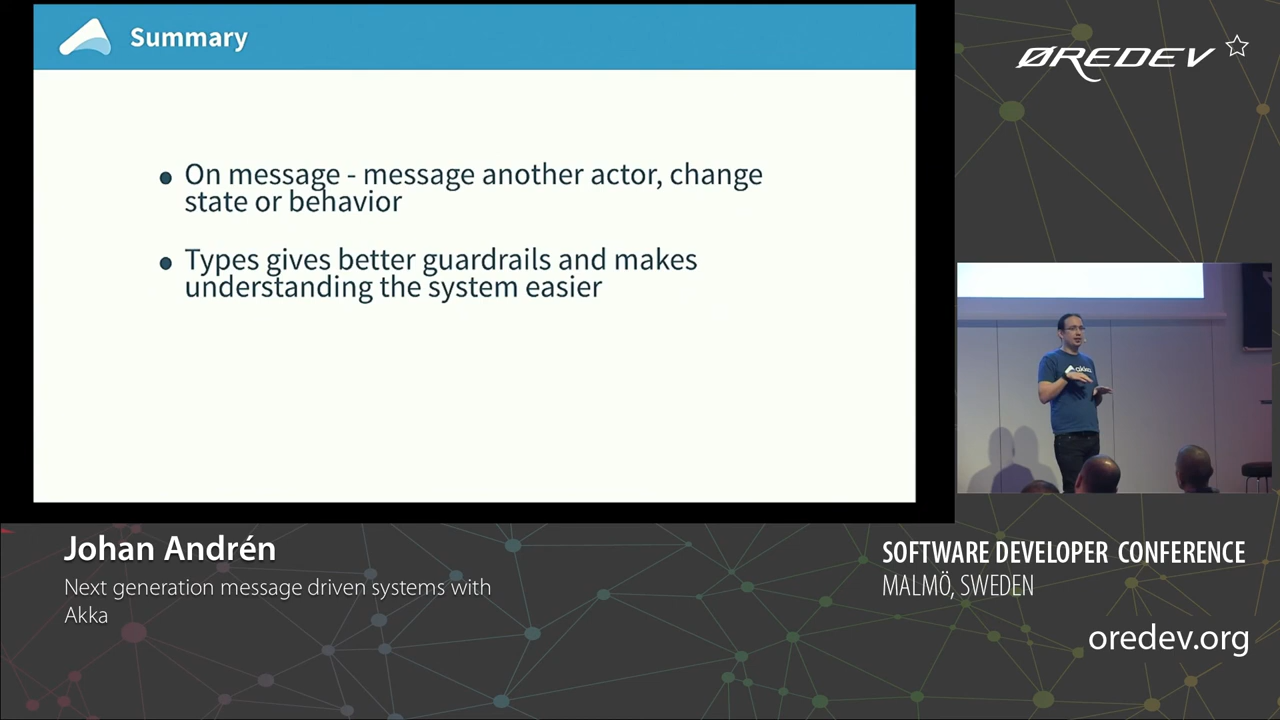 Summary
• On message - message another actor, change
state or behavior
• Types gives better guardrails and makes
understanding the system easier
ØREDEV
akka
Johan Andrén
Next generation message driven systems with
Akka
SOFTWARE DEVELOPER CONFERENCE
MALMÖ, SWEDEN
oredev.org